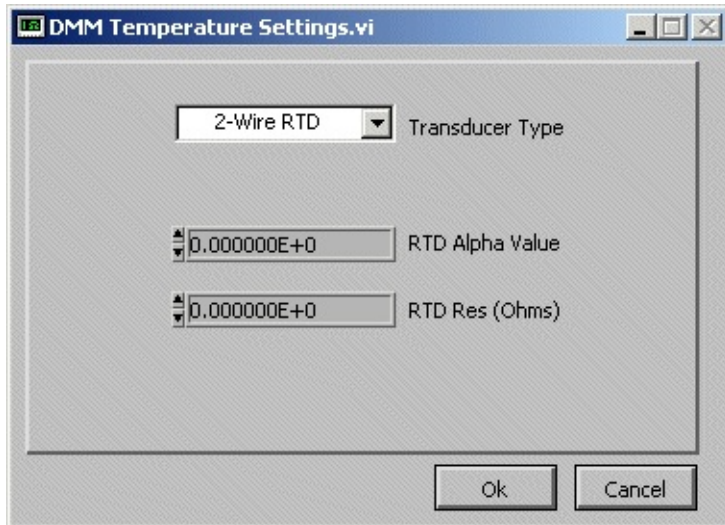 DMM Temperature Settings.vi
2-Wire RTD Transducer Type
0.000000E+0 RTD Alpha Value
0.000000E+0 RTD Res (Ohms)
Ok Cancel